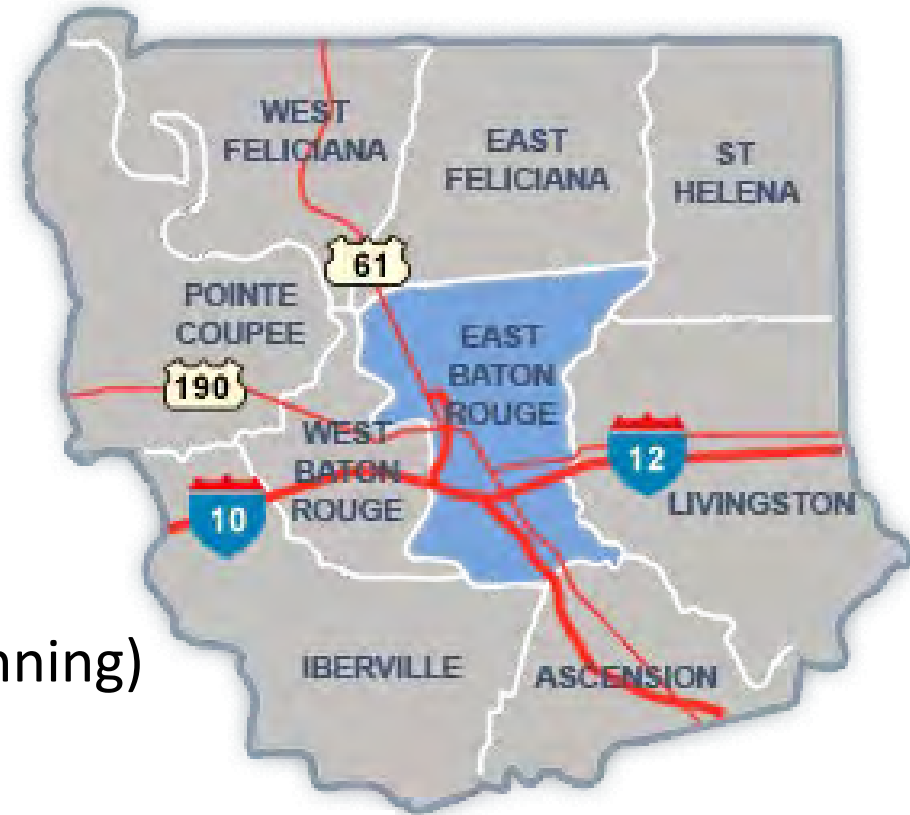 WEST
FELICIANA
EAST
FELICIANA
ST
HELENA
61
POINTE
COUPEE
EAST
BATON
ROUGE
190
WEST
BATON
ROUGE
12
10
LIVINGSTON
nning)
IBERVILLE
ASCENSION